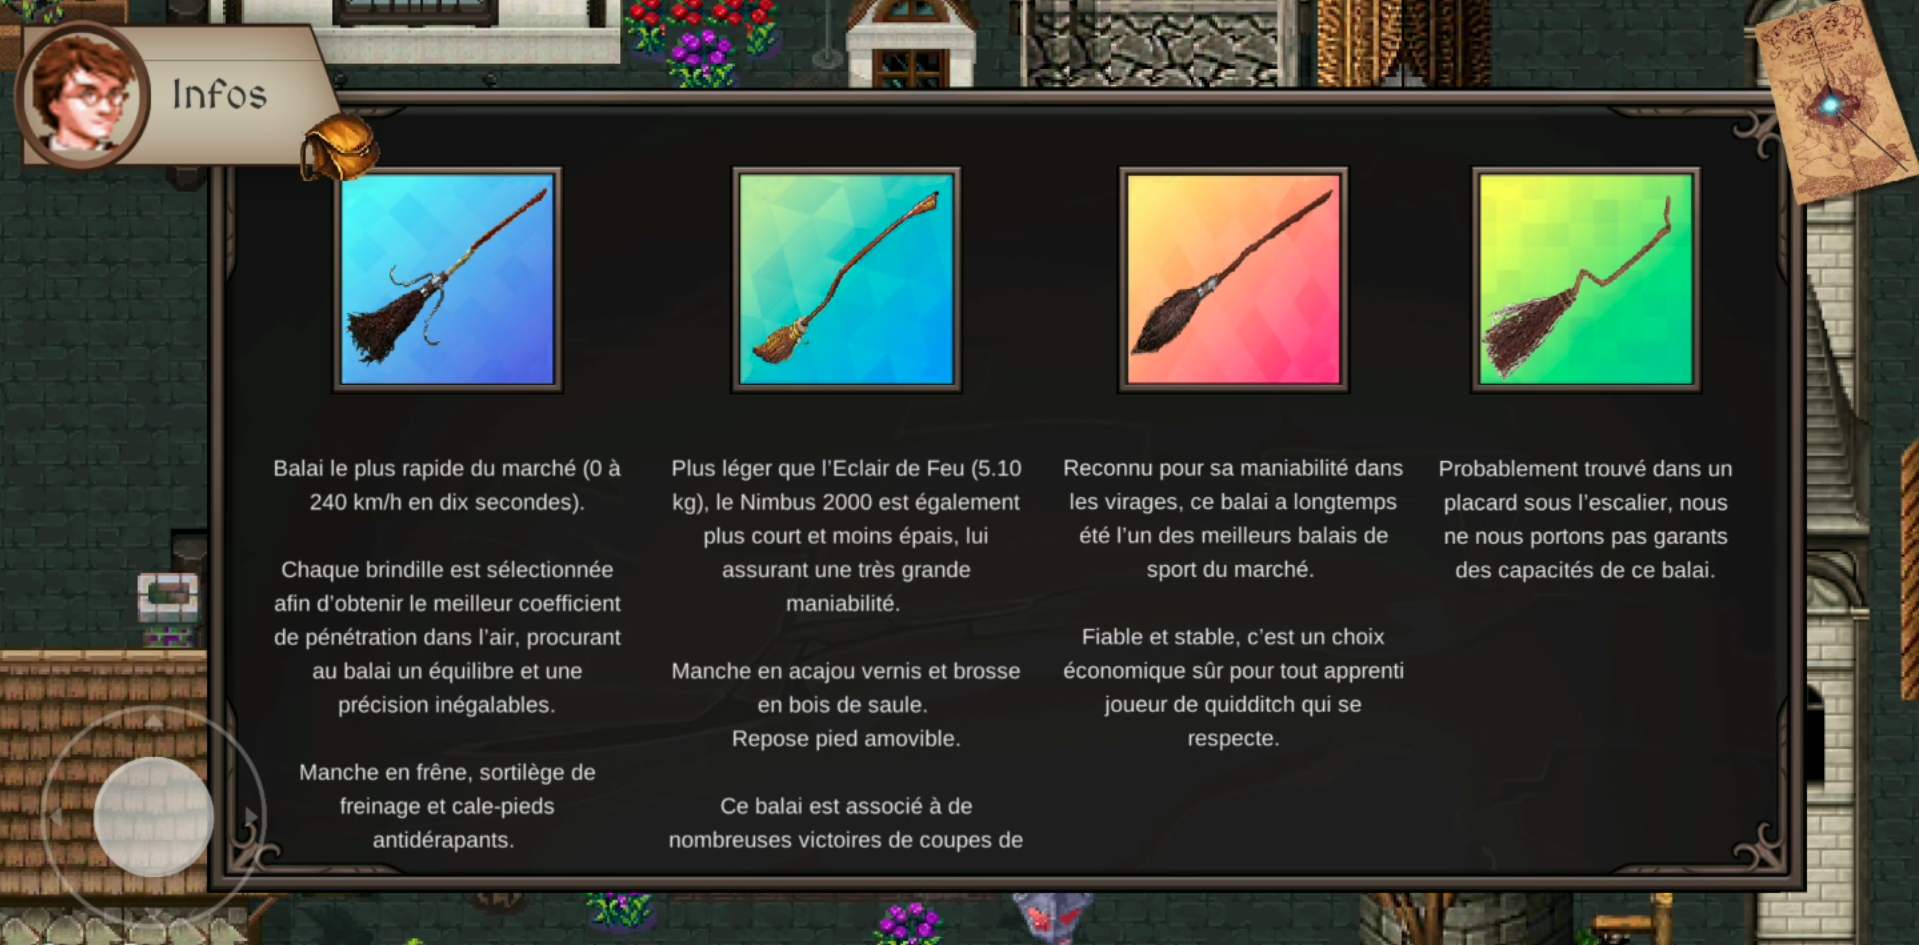 Infos
Balai le plus rapide du marché (0 à
240 km/h en dix secondes).
Chaque brindille est sélectionnée
afin d’obtenir le meilleur coefficient
de pénétration dans l’air, procurant
au balai un équilibre et une
précision inégalables.
Manche en frêne, sortilège de
freinage et cale-pieds
antidérapants.
Plus léger que l’Eclair de Feu (5.10
kg), le Nimbus 2000 est également
plus court et moins épais, lui
assurant une très grande
maniabilité.
Manche en acajou vernis et brosse
en bois de saule.
Repose pied amovible.
Ce balai est associé à de
nombreuses victoires de coupes de
Reconnu pour sa maniabilité dans
les virages, ce balai a longtemps
été l’un des meilleurs balais de
sport du marché.
Fiable et stable, c’est un choix
économique sûr pour tout apprenti
joueur de quidditch qui se
respecte.
Probablement trouvé dans un
placard sous l’escalier, nous
ne nous portons pas garants
des capacités de ce balai.